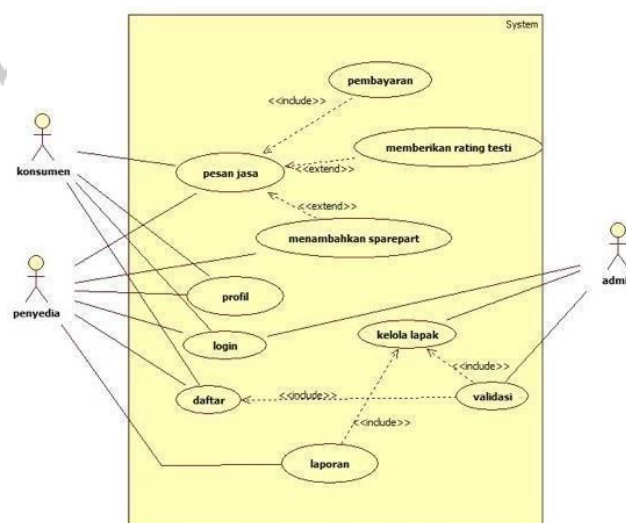 System
pembayaran
<<include>>
konsumen
memberikan rating testi
pesan jasa
<<extend>>
<<extend>>
menambahkan sparepart
penyedia
profil
admi
login
kelola lapak
<<include>>
daftar
<<include>>
validasi
<<include>>
laporan